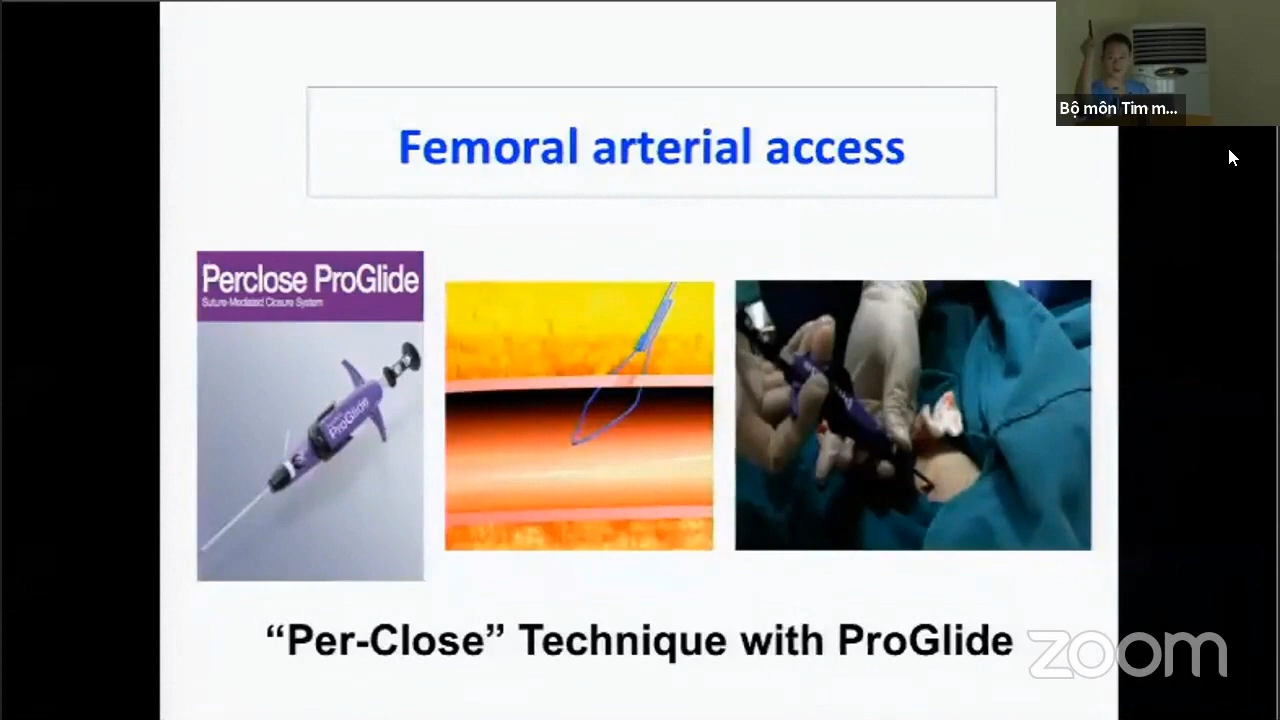 Bộ môn Tim m...
Femoral arterial access
Perclose ProGlide
Suture-Mediated Closure System
ProGlide
“Per-Close” Technique with ProGlide
zoom